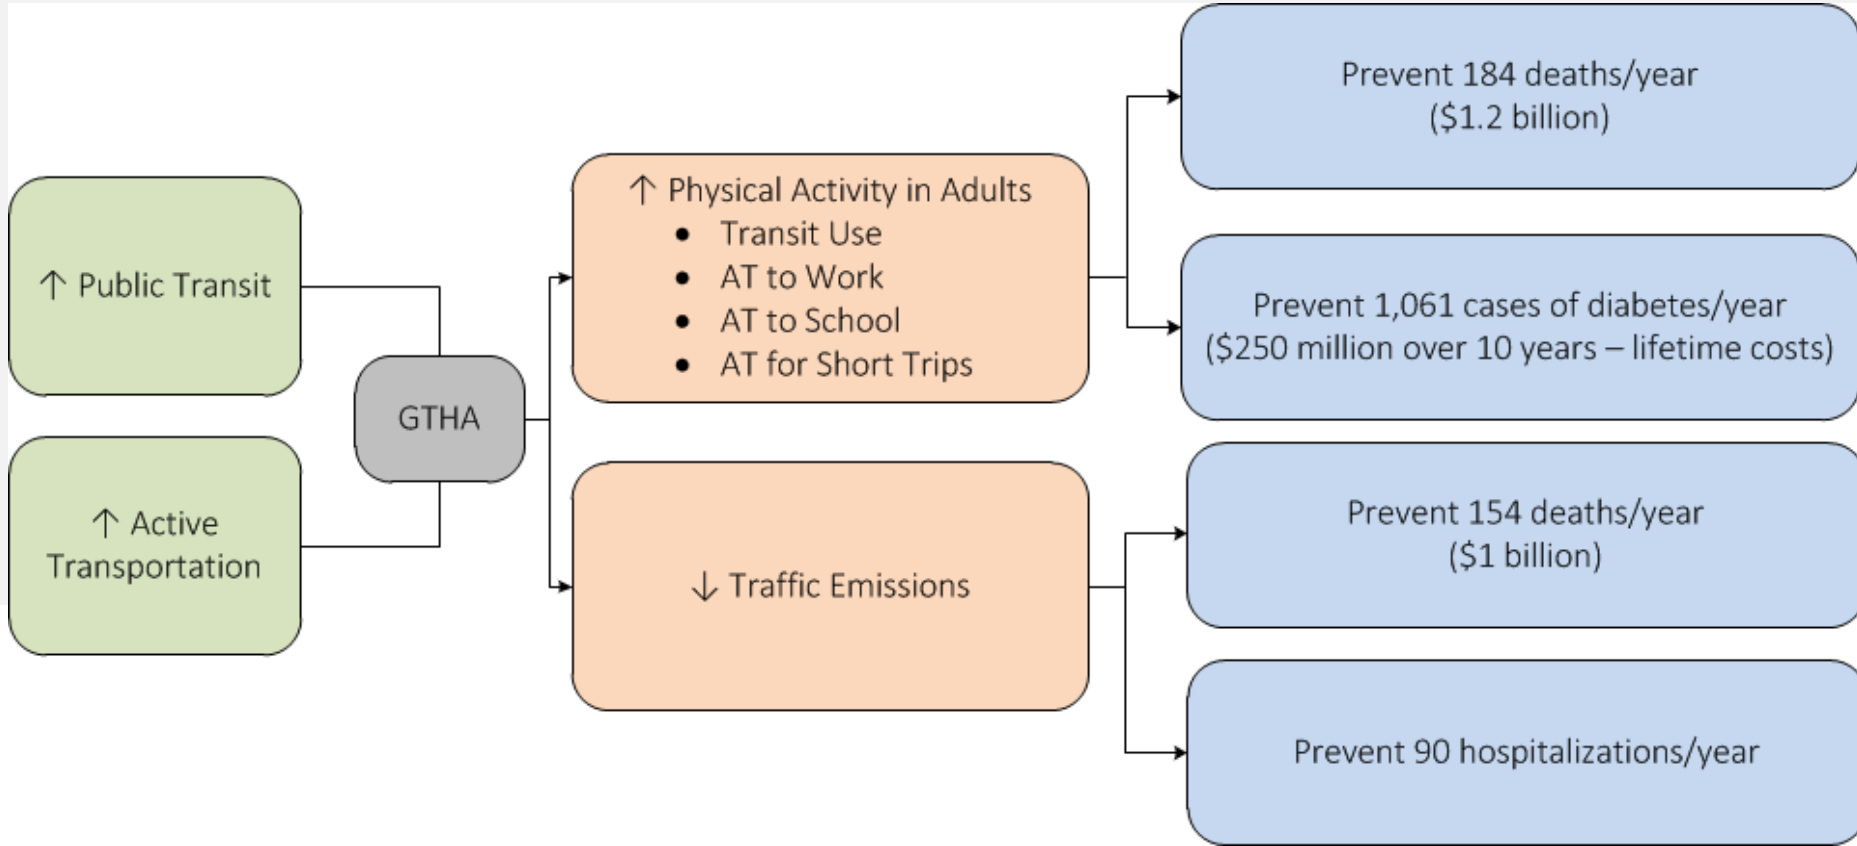 ↑ Public Transit
↑ Active
Transportation
GTHA
↑ Physical Activity in Adults
• Transit Use
• AT to Work
• AT to School
• AT for Short Trips
↓ Traffic Emissions
Prevent 184 deaths/year
($1.2 billion)
Prevent 1,061 cases of diabetes/year
($250 million over 10 years – lifetime costs)
Prevent 154 deaths/year
($1 billion)
Prevent 90 hospitalizations/year